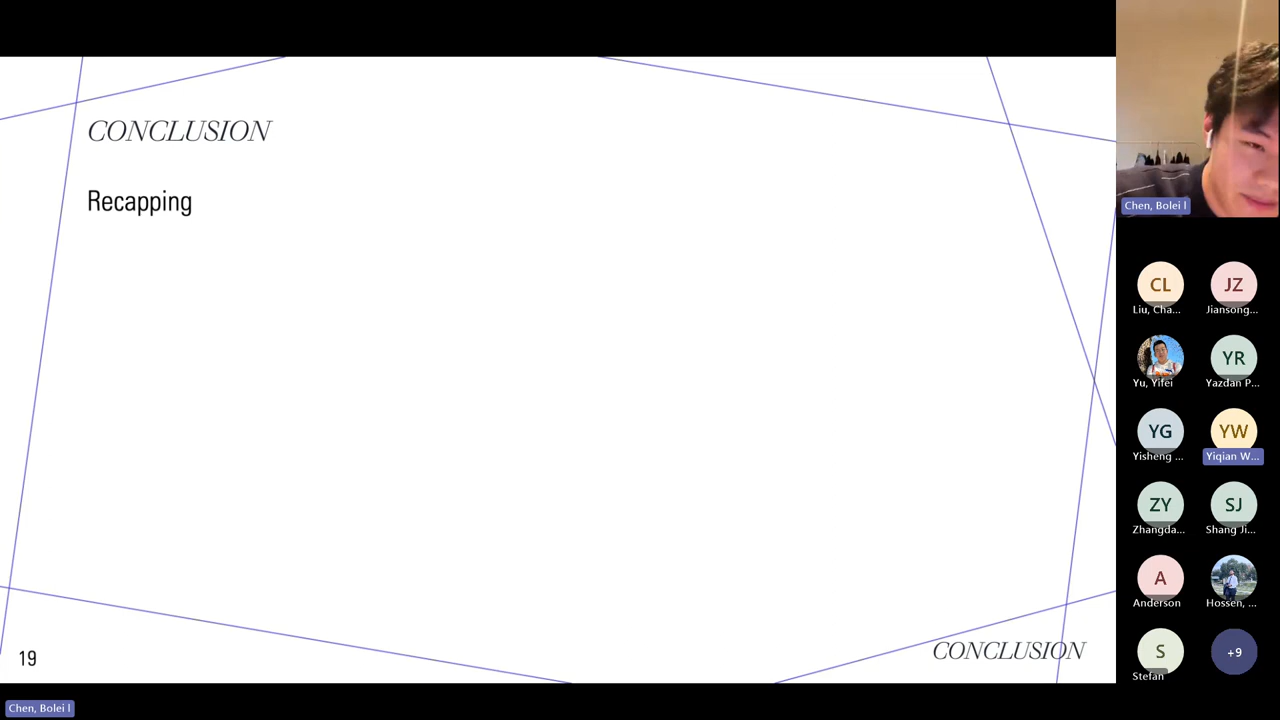 CONCLUSION
Recapping
19
CONCLUSION
Chen, Bolei l
Chen, Bolei l
CL
JZ
Liu, Cha...
Jiansong...
YR
Yu, Yifei
Yazdan P...
YG
YW
Yisheng ...
Yiqian W...
ZY
SJ
Zhangda...
Shang Ji...
A
Anderson
Hossen, ...
S
+9
Stefan